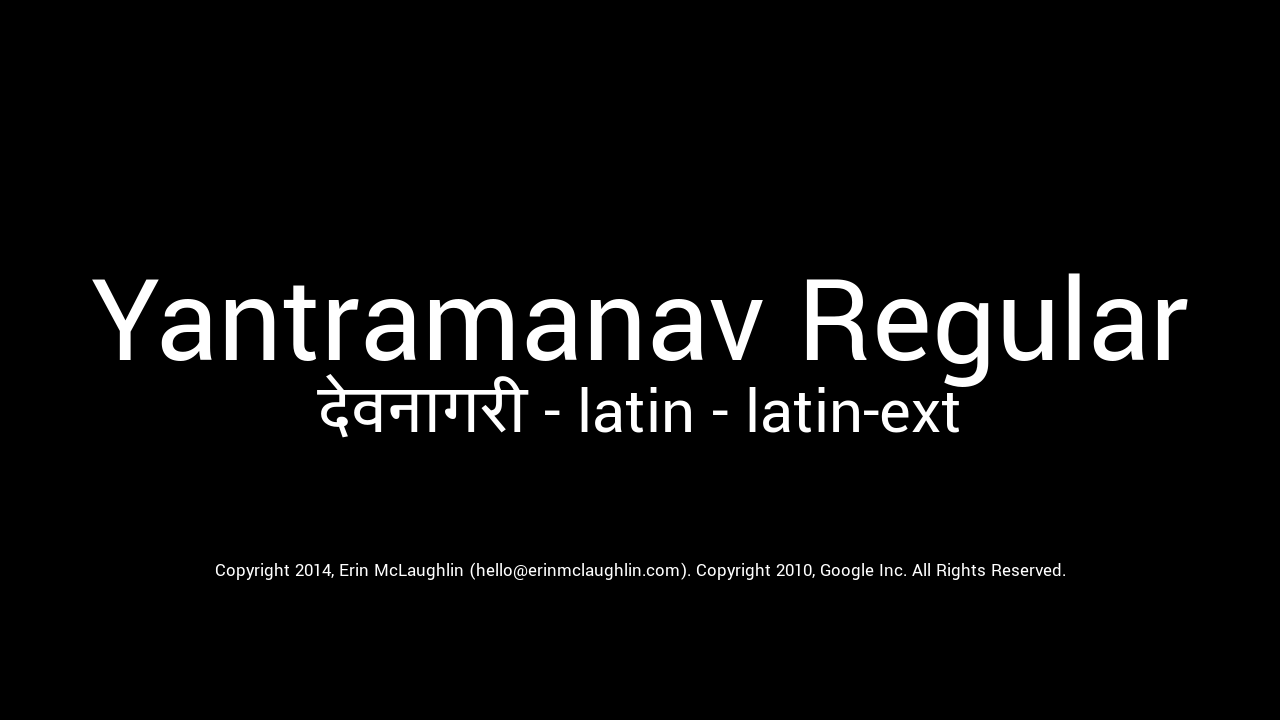 Yantramanav Regular
देवनागरी - latin - latin-ext
Copyright 2014, Erin McLaughlin (hello@erinmclaughlin.com). Copyright 2010, Google Inc. All Rights Reserved.